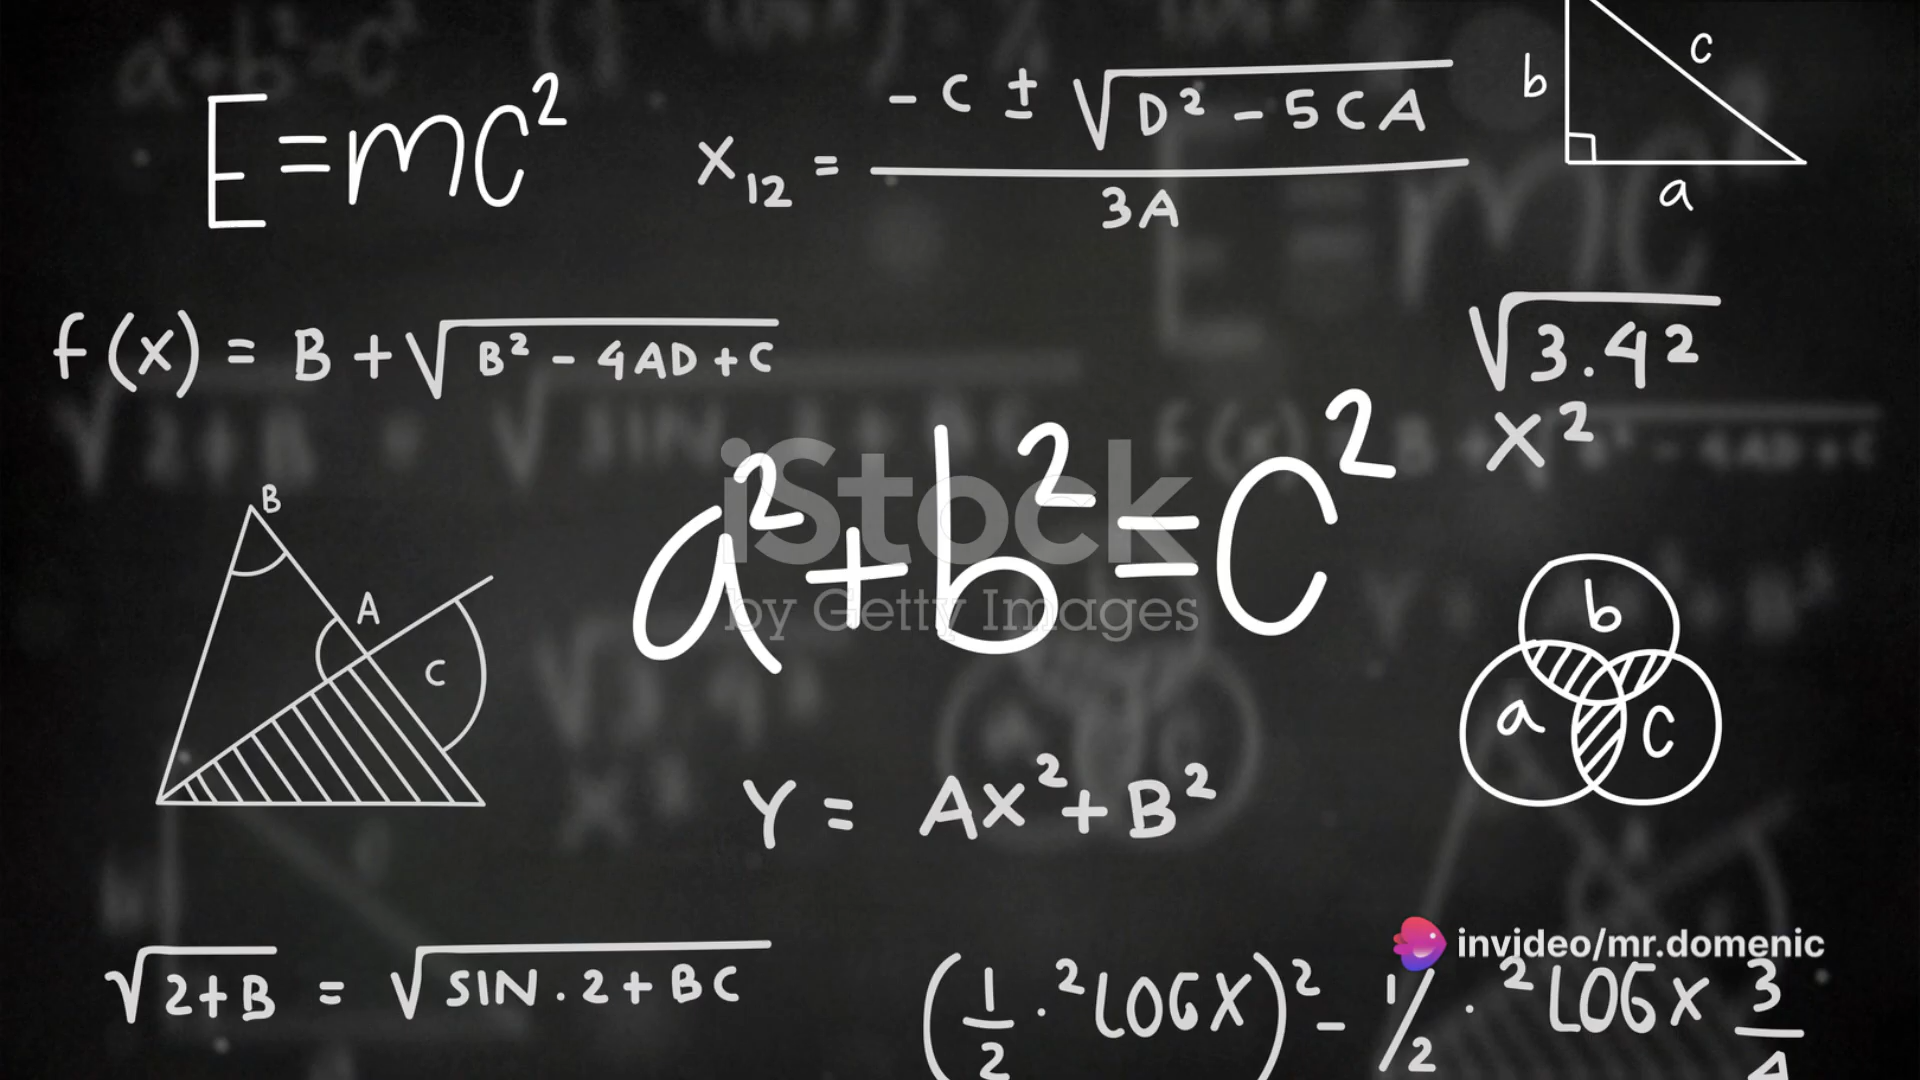 E=mc²
X₁₂ = -C ± √D² - 5CA
3A
b
c
a
f(x) = B + √B² - 4AD + C
√3.42
X²
iStock
by Getty Images
a²+b²=c²
B
A
C
b
a
c
Y = AX² + B²
invideo/mr.domenic
√2+B = √SIN.2+BC
(1/2 · ²LOGX)² - 1/2 · ²LOGX 3/4